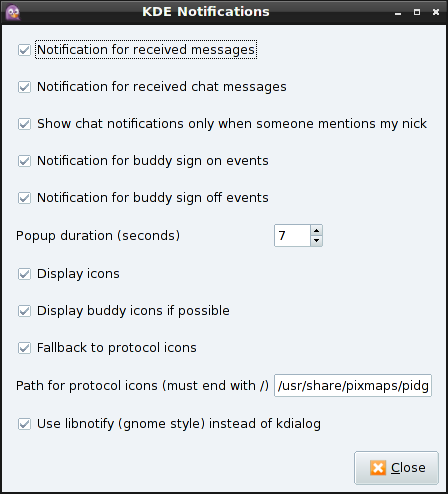 KDE Notifications
Notification for received messages
Notification for received chat messages
Show chat notifications only when someone mentions my nick
Notification for buddy sign on events
Notification for buddy sign off events
Popup duration (seconds) 7
Display icons
Display buddy icons if possible
Fallback to protocol icons
Path for protocol icons (must end with /) /usr/share/pixmaps/pidg
Use libnotify (gnome style) instead of kdialog
Close